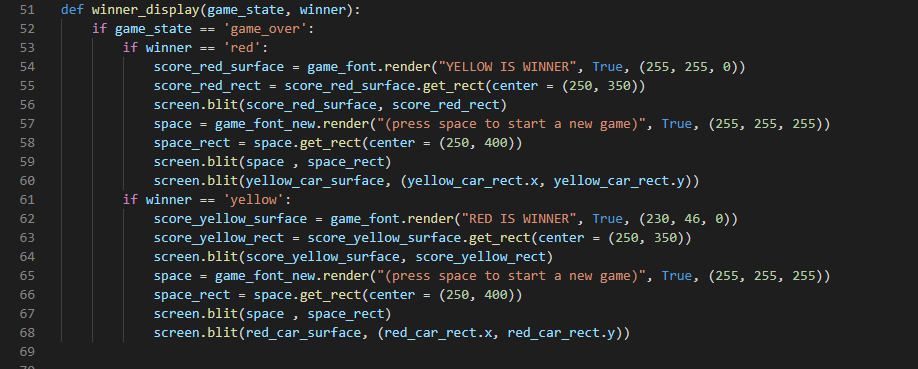 51 def winner_display(game_state, winner):
52 if game_state == 'game_over':
53 if winner == 'red':
54 score_red_surface = game_font.render("YELLOW IS WINNER", True, (255, 255, 0))
55 score_red_rect = score_red_surface.get_rect(center = (250, 350))
56 screen.blit(score_red_surface, score_red_rect)
57 space = game_font_new.render("(press space to start a new game)", True, (255, 255, 255))
58 space_rect = space.get_rect(center = (250, 400))
59 screen.blit(space , space_rect)
60 screen.blit(yellow_car_surface, (yellow_car_rect.x, yellow_car_rect.y))
61 if winner == 'yellow':
62 score_yellow_surface = game_font.render("RED IS WINNER", True, (230, 46, 0))
63 score_yellow_rect = score_yellow_surface.get_rect(center = (250, 350))
64 screen.blit(score_yellow_surface, score_yellow_rect)
65 space = game_font_new.render("(press space to start a new game)", True, (255, 255, 255))
66 space_rect = space.get_rect(center = (250, 400))
67 screen.blit(space , space_rect)
68 screen.blit(red_car_surface, (red_car_rect.x, red_car_rect.y))
69